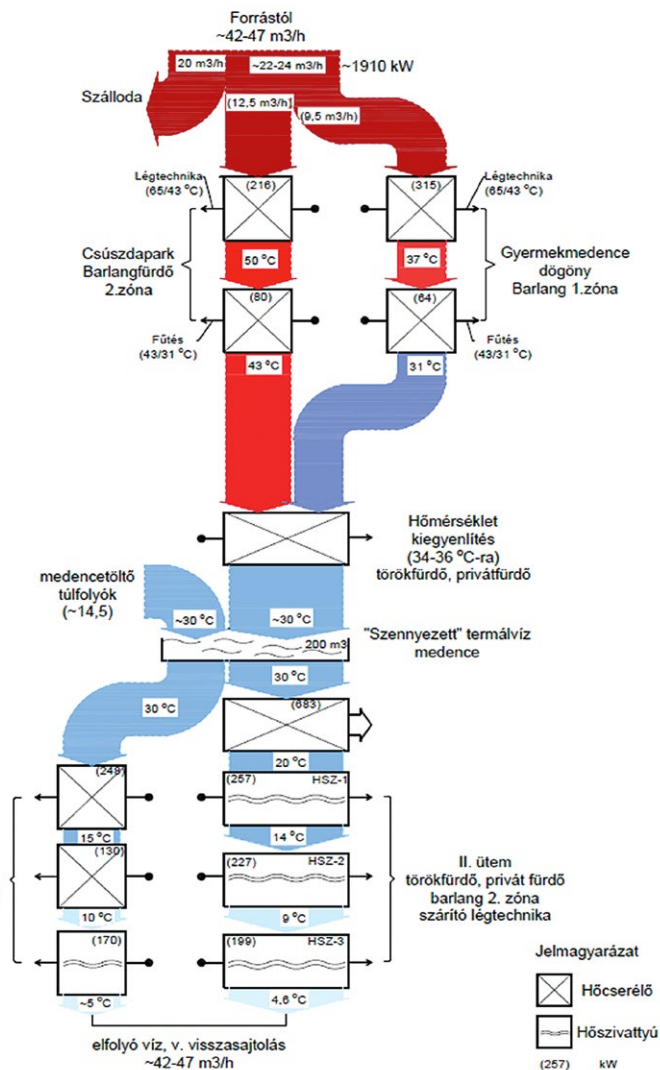 Forrástól
~42-47 m3/h
20 m3/h
~22-24 m3/h
~1910 kW
Szálloda
(12,5 m3/h)
(9,5 m3/h)
Légtechnika
(65/43 °C)
(216)
(315)
Légtechnika
(65/43 °C)
Csúszdapark
Barlangfürdő
2.zóna
50 °C
37 °C
Gyermekmedence
dögöny
Barlang 1.zóna
(80)
(64)
Fűtés
(43/31 °C)
Fűtés
(43/31 °C)
43 °C
31 °C
Hőmérséklet
kiegyenlítés
(34-36 °C-ra)
törökfürdő, privátfürdő
medencetöltő
túlfolyók
(~14,5)
~30 °C
~30 °C
"Szennyezett" termálvíz
medence
200 m3
30 °C
30 °C
(683)
20 °C
(249)
(257)
HSZ-1
15 °C
14 °C
(130)
(227)
HSZ-2
II. ütem
törökfürdő, privát fürdő
barlang 2. zóna
szárító légtechnika
10 °C
9 °C
(170)
(199)
HSZ-3
~5 °C
4,6 °C
elfolyó víz, v. visszasajtolás
~42-47 m3/h
Jelmagyarázat
Hőcserélő
Hőszivattyú
(257) kW